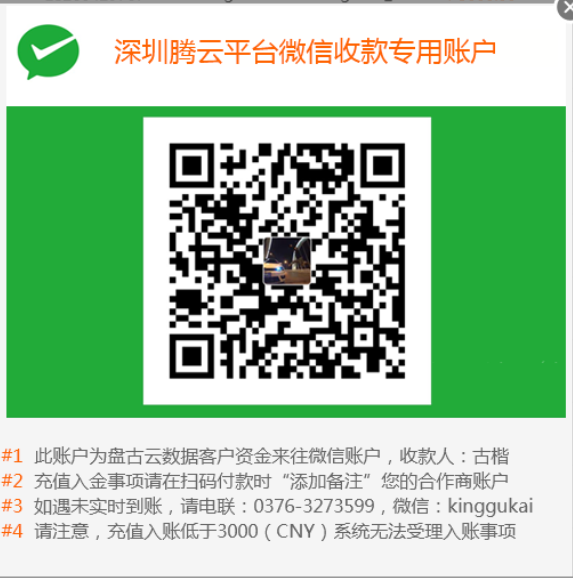 深圳腾云平台微信收款专用账户
#1 此账户为盘古云数据客户资金来往微信账户，收款人：古楷
#2 充值入金事项请在扫码付款时“添加备注”您的合作商账户
#3 如遇未实时到账，请电联：0376-3273599，微信：kinggukai
#4 请注意，充值入账低于3000（CNY）系统无法受理入账事项